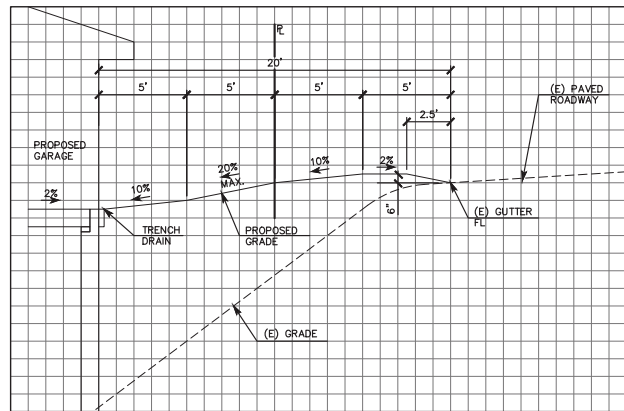 PL
20'
5'
5'
5'
5'
2.5'
(E) PAVED
ROADWAY
PROPOSED
GARAGE
2%
10%
20%
MAX.
10%
2%
6"
TRENCH
DRAIN
PROPOSED
GRADE
(E) GUTTER
FL
(E) GRADE